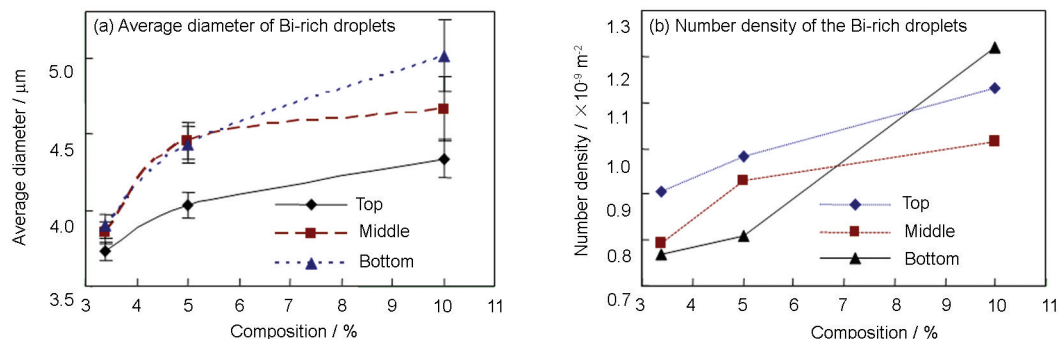 (a) Average diameter of Bi-rich droplets
5.0
4.5
4.0
3.5
Average diameter / μm
3 4 5 6 7 8 9 10 11
Composition / %
Top
Middle
Bottom
(b) Number density of the Bi-rich droplets
1.3
1.2
1.1
1.0
0.9
0.8
0.7
Number density / ×10⁻⁹ m⁻²
3 4 5 6 7 8 9 10 11
Composition / %
Top
Middle
Bottom